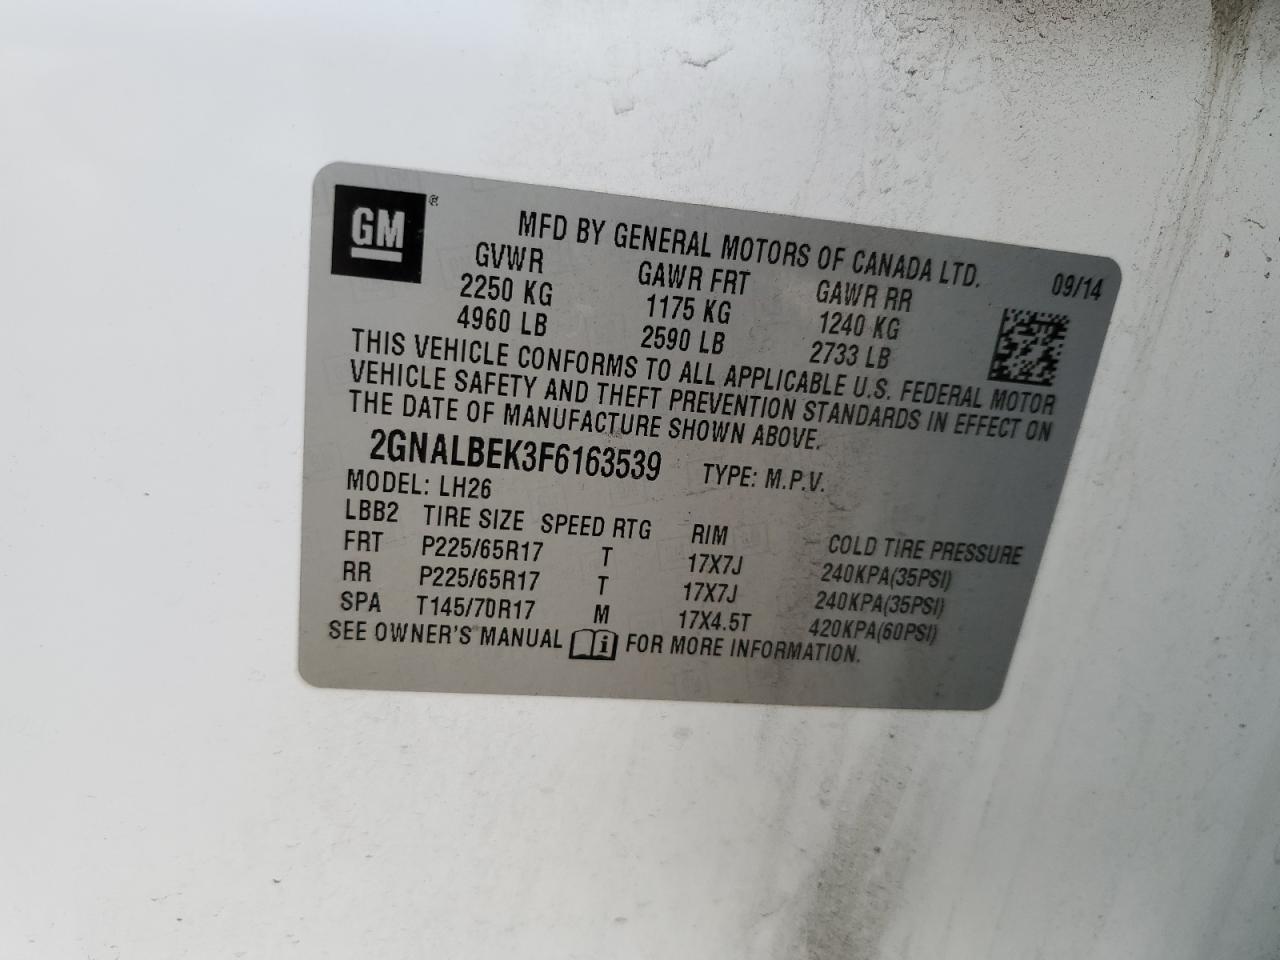 GM®
MFD BY GENERAL MOTORS OF CANADA LTD. 09/14
GVWR GAWR FRT GAWR RR
2250 KG 1175 KG 1240 KG
4960 LB 2590 LB 2733 LB
THIS VEHICLE CONFORMS TO ALL APPLICABLE U.S. FEDERAL MOTOR
VEHICLE SAFETY AND THEFT PREVENTION STANDARDS IN EFFECT ON
THE DATE OF MANUFACTURE SHOWN ABOVE.
2GNALBEK3F6163539 TYPE: M.P.V.
MODEL: LH26
LBB2 TIRE SIZE SPEED RTG RIM COLD TIRE PRESSURE
FRT P225/65R17 T 17X7J 240KPA(35PSI)
RR P225/65R17 T 17X7J 240KPA(35PSI)
SPA T145/70R17 M 17X4.5T 420KPA(60PSI)
SEE OWNER'S MANUAL i FOR MORE INFORMATION.